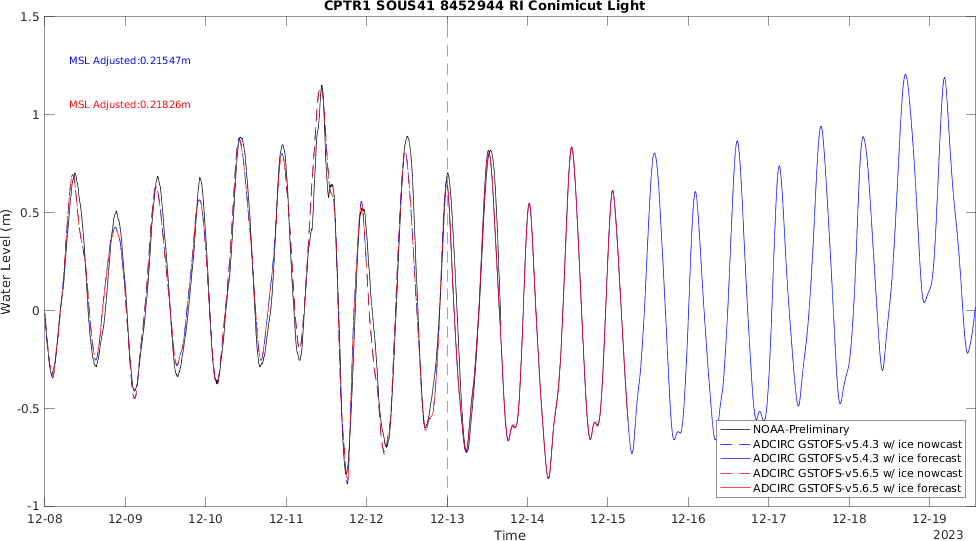 CPTR1 SOUS41 8452944 RI Conimicut Light
1.5
MSL Adjusted:0.21547m
MSL Adjusted:0.21826m
1
0.5
0
-0.5
-1
Water Level (m)
NOAA-Preliminary
ADCIRC GSTOFS-v5.4.3 w/ ice nowcast
ADCIRC GSTOFS-v5.4.3 w/ ice forecast
ADCIRC GSTOFS-v5.6.5 w/ ice nowcast
ADCIRC GSTOFS-v5.6.5 w/ ice forecast
12-08 12-09 12-10 12-11 12-12 12-13 12-14 12-15 12-16 12-17 12-18 12-19
Time
2023